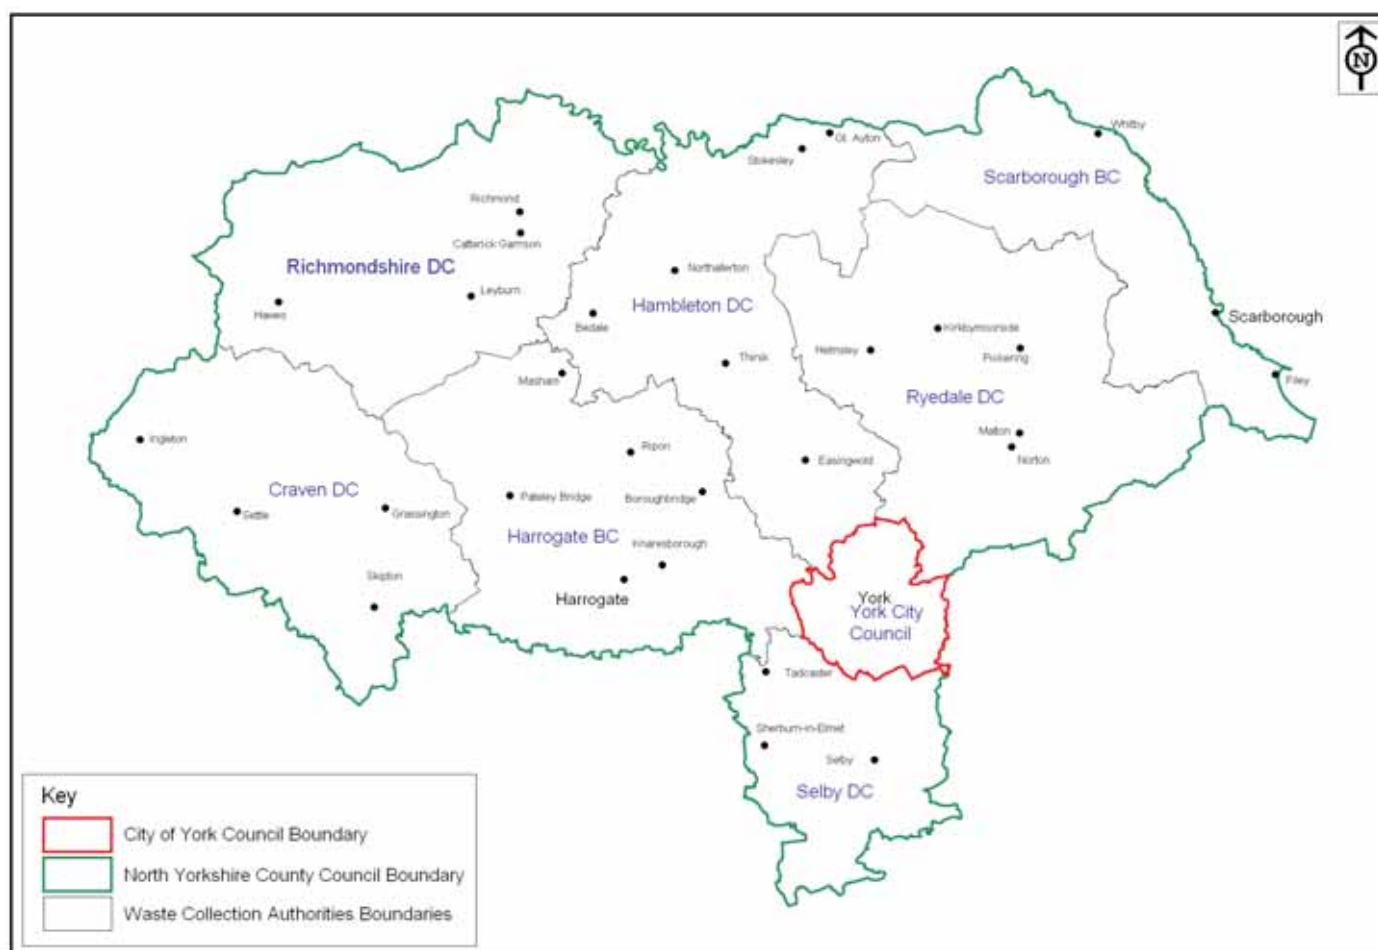 N
Whitby
Gt. Ayton
Stokesley
Scarborough BC
Richmond
Catterick Garrison
Richmondshire DC
Northallerton
Leyburn
Hambleton DC
Hawes
Bedale
Scarborough
Kirkbymoorside
Helmsley
Pickering
Thirsk
Masham
Filey
Ryedale DC
Malton
Norton
Ingleton
Ripon
Easingwold
Craven DC
Pateley Bridge
Boroughbridge
Settle
Grassington
Harrogate BC
Knaresborough
Skipton
Harrogate
York
York City
Council
Tadcaster
Sherburn-in-Elmet
Selby
Selby DC
Key
City of York Council Boundary
North Yorkshire County Council Boundary
Waste Collection Authorities Boundaries